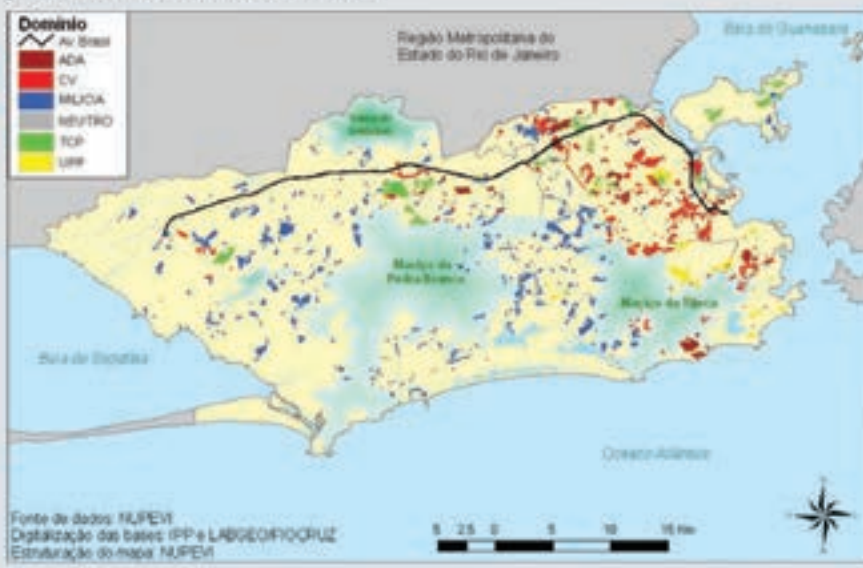 Domínio
Av. Brasil
ADA
CV
MILICIA
NEUTRO
TCP
UPP
Região Metropolitana do
Estado do Rio de Janeiro
Baía de Guanabara
Maciço da
Pedra Branca
Maciço da Tijuca
Baía de Sepetiba
Oceano Atlântico
Fonte de dados: NUPEVI
Digitalização das bases: IPP e LABGEO/FIOCRUZ
Estruturação do mapa: NUPEVI
5 2.5 0 5 10 15 Km